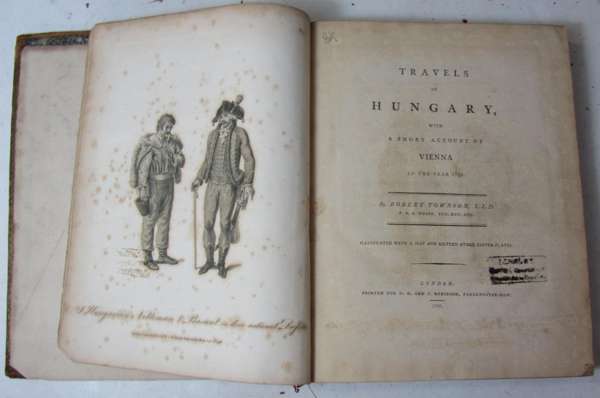 A Hungarian Nobleman & Peasant in their national Dress
TRAVELS
IN
HUNGARY,
WITH
A SHORT ACCOUNT OF
VIENNA
IN THE YEAR 1793.
By ROBERT TOWNSON, L.L.D.
F. R. S. EDINB.
ILLUSTRATED WITH A MAP AND SIXTEEN OTHER COPPER-PLATES.
LONDON,
PRINTED FOR G. G. AND J. ROBINSON, PATERNOSTER-ROW.